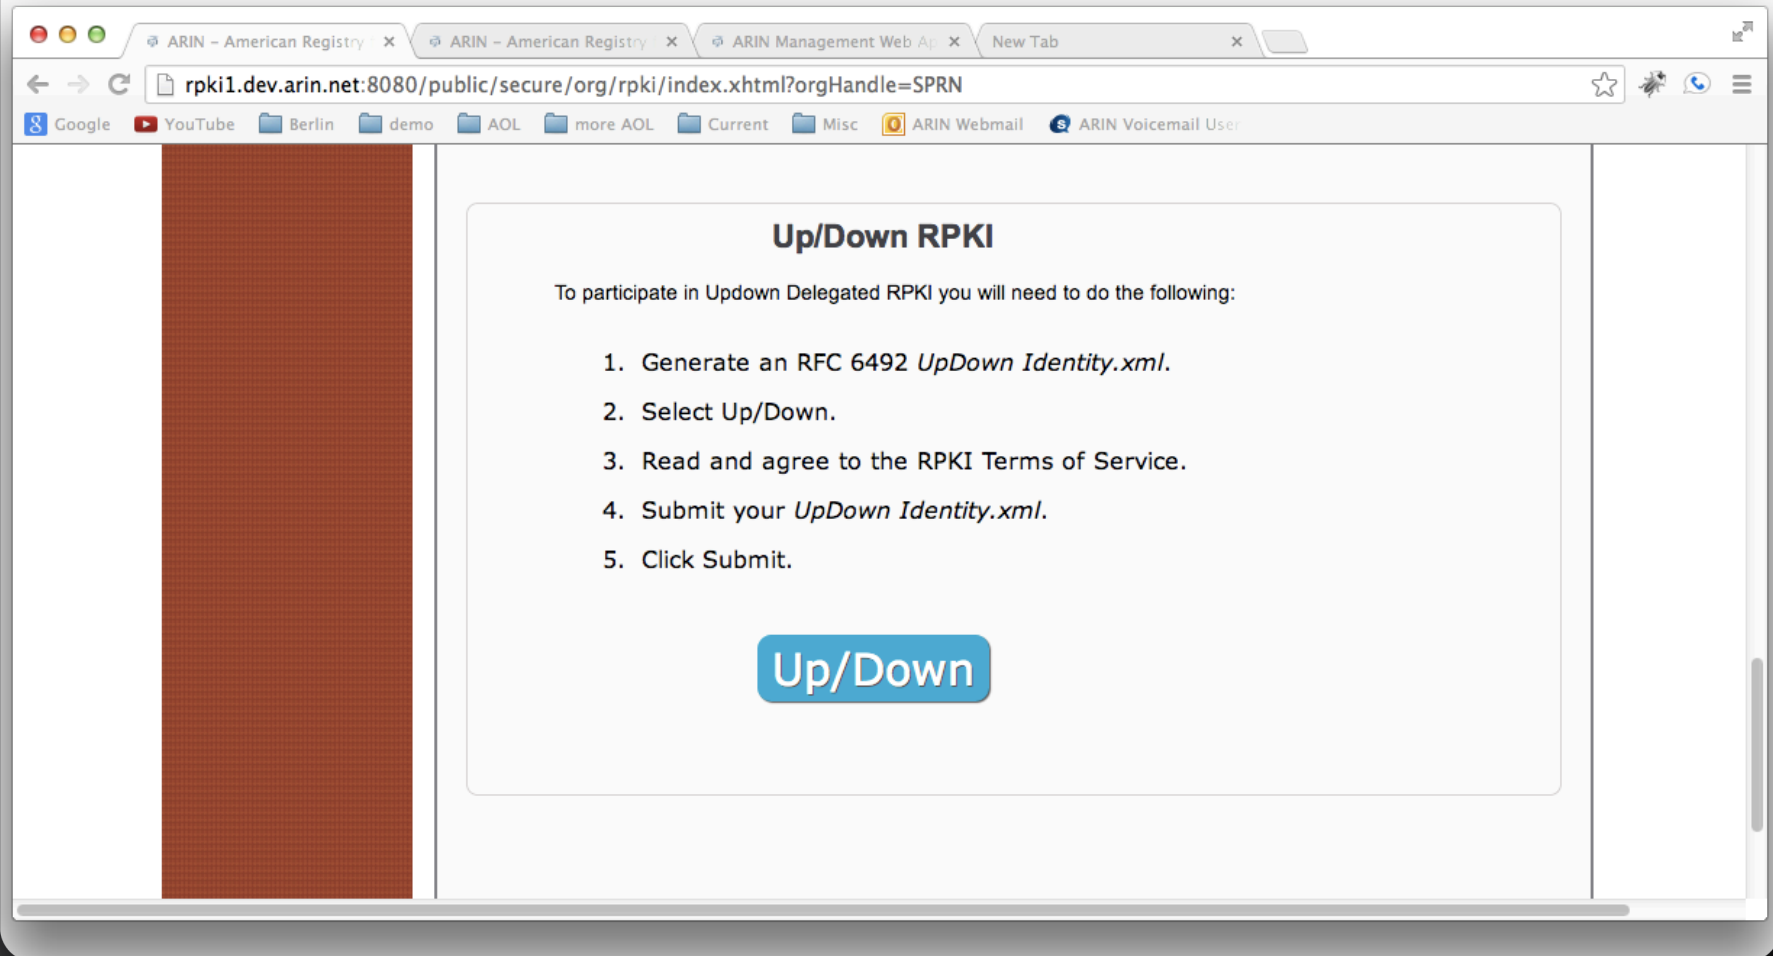 ARIN – American Registry
ARIN – American Registry
ARIN Management Web Ap
New Tab
rpki1.dev.arin.net:8080/public/secure/org/rpki/index.xhtml?orgHandle=SPRN
Google YouTube Berlin demo AOL more AOL Current Misc ARIN Webmail ARIN Voicemail User
Up/Down RPKI
To participate in Updown Delegated RPKI you will need to do the following:
1. Generate an RFC 6492 UpDown Identity.xml.
2. Select Up/Down.
3. Read and agree to the RPKI Terms of Service.
4. Submit your UpDown Identity.xml.
5. Click Submit.
Up/Down